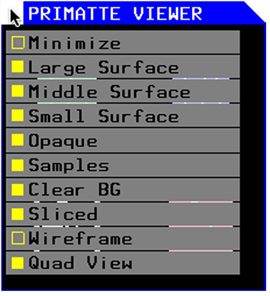 PRIMATTE VIEWER
Minimize
Large Surface
Middle Surface
Small Surface
Opaque
Samples
Clear BG
Sliced
Wireframe
Quad View